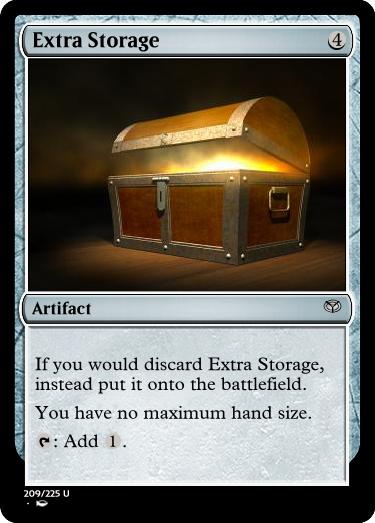 Extra Storage 4
Artifact
If you would discard Extra Storage,
instead put it onto the battlefield.
You have no maximum hand size.
: Add 1.
209/225 U